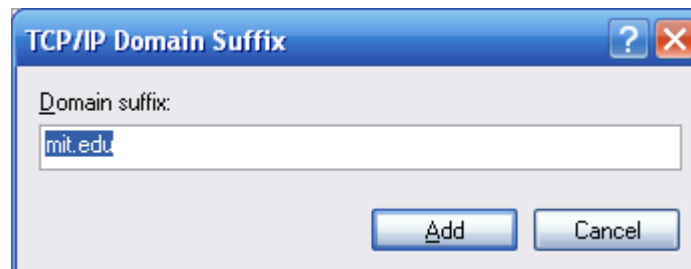 TCP/IP Domain Suffix
?
Domain suffix:
mit.edu
Add
Cancel